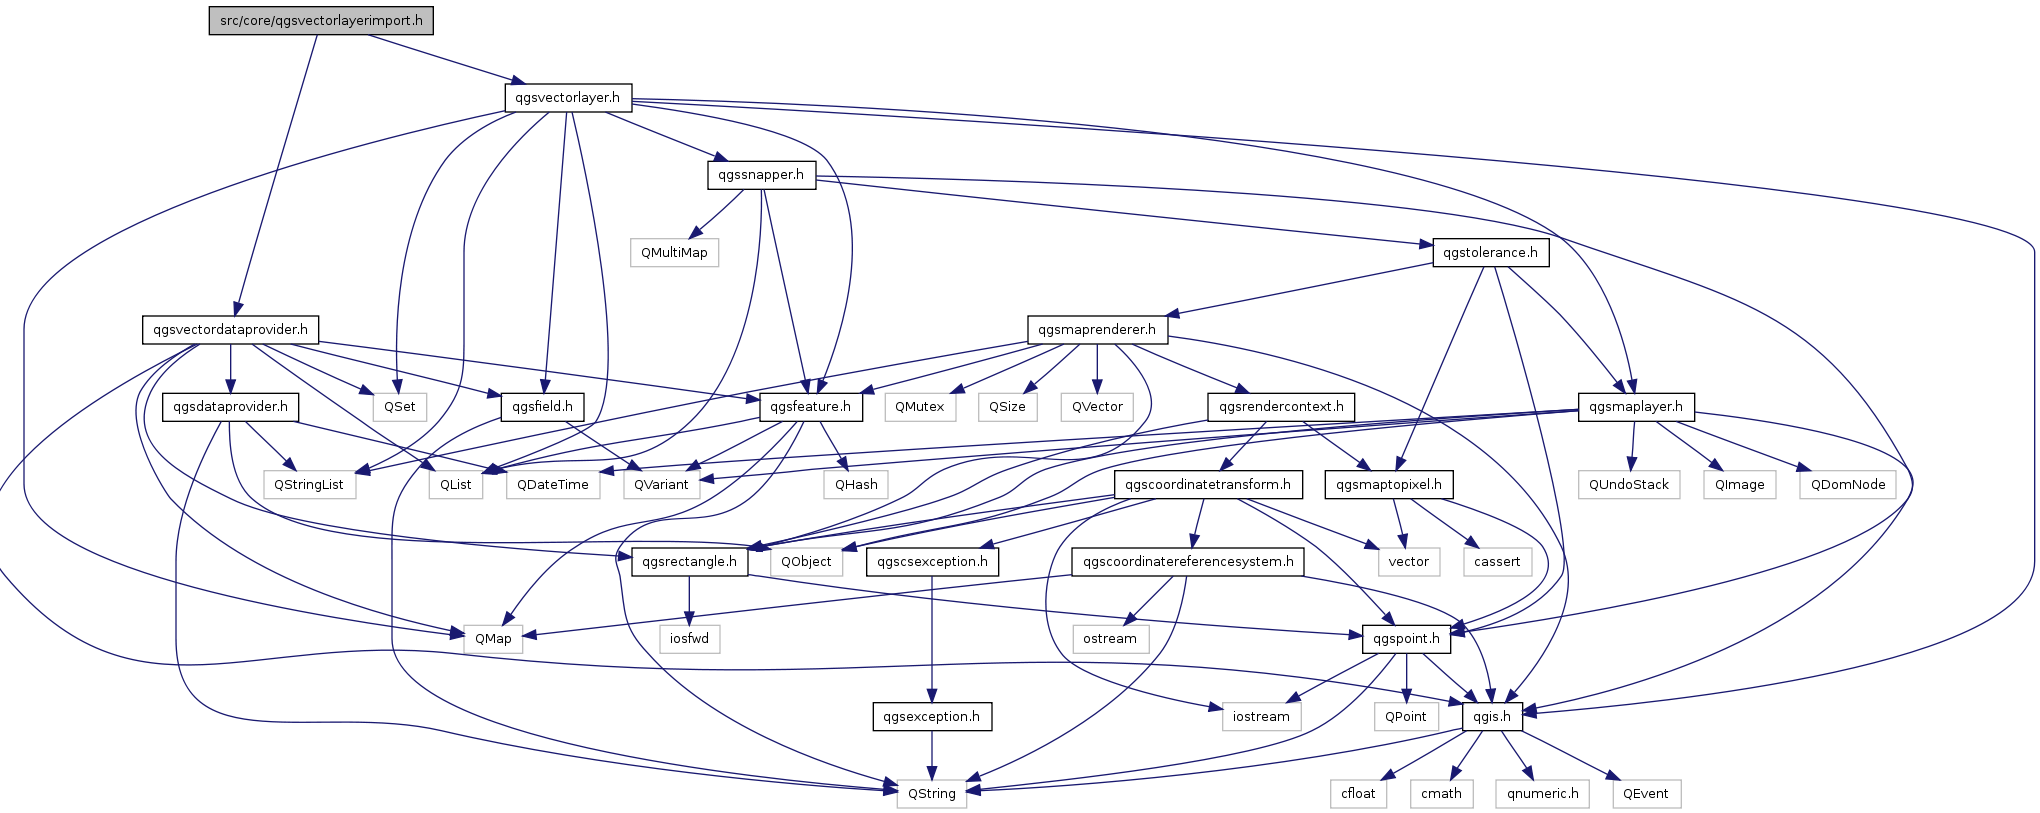 src/core/qgsvectorlayerimport.h
qgsvectorlayer.h
qgssnapper.h
QMultiMap
qgstolerance.h
qgsvectordataprovider.h
qgsmaprenderer.h
qgsdataprovider.h
QSet
qgsfield.h
qgsfeature.h
QMutex
QSize
QVector
qgsrendercontext.h
qgsmaplayer.h
QStringList
QList
QDateTime
QVariant
QHash
qgscoordinatetransform.h
qgsmaptopixel.h
QUndoStack
QImage
QDomNode
qgsrectangle.h
QObject
qgscsexception.h
qgscoordinatereferencesystem.h
vector
cassert
QMap
iosfwd
ostream
qgspoint.h
qgsexception.h
iostream
QPoint
qgis.h
QString
cfloat
cmath
qnumeric.h
QEvent